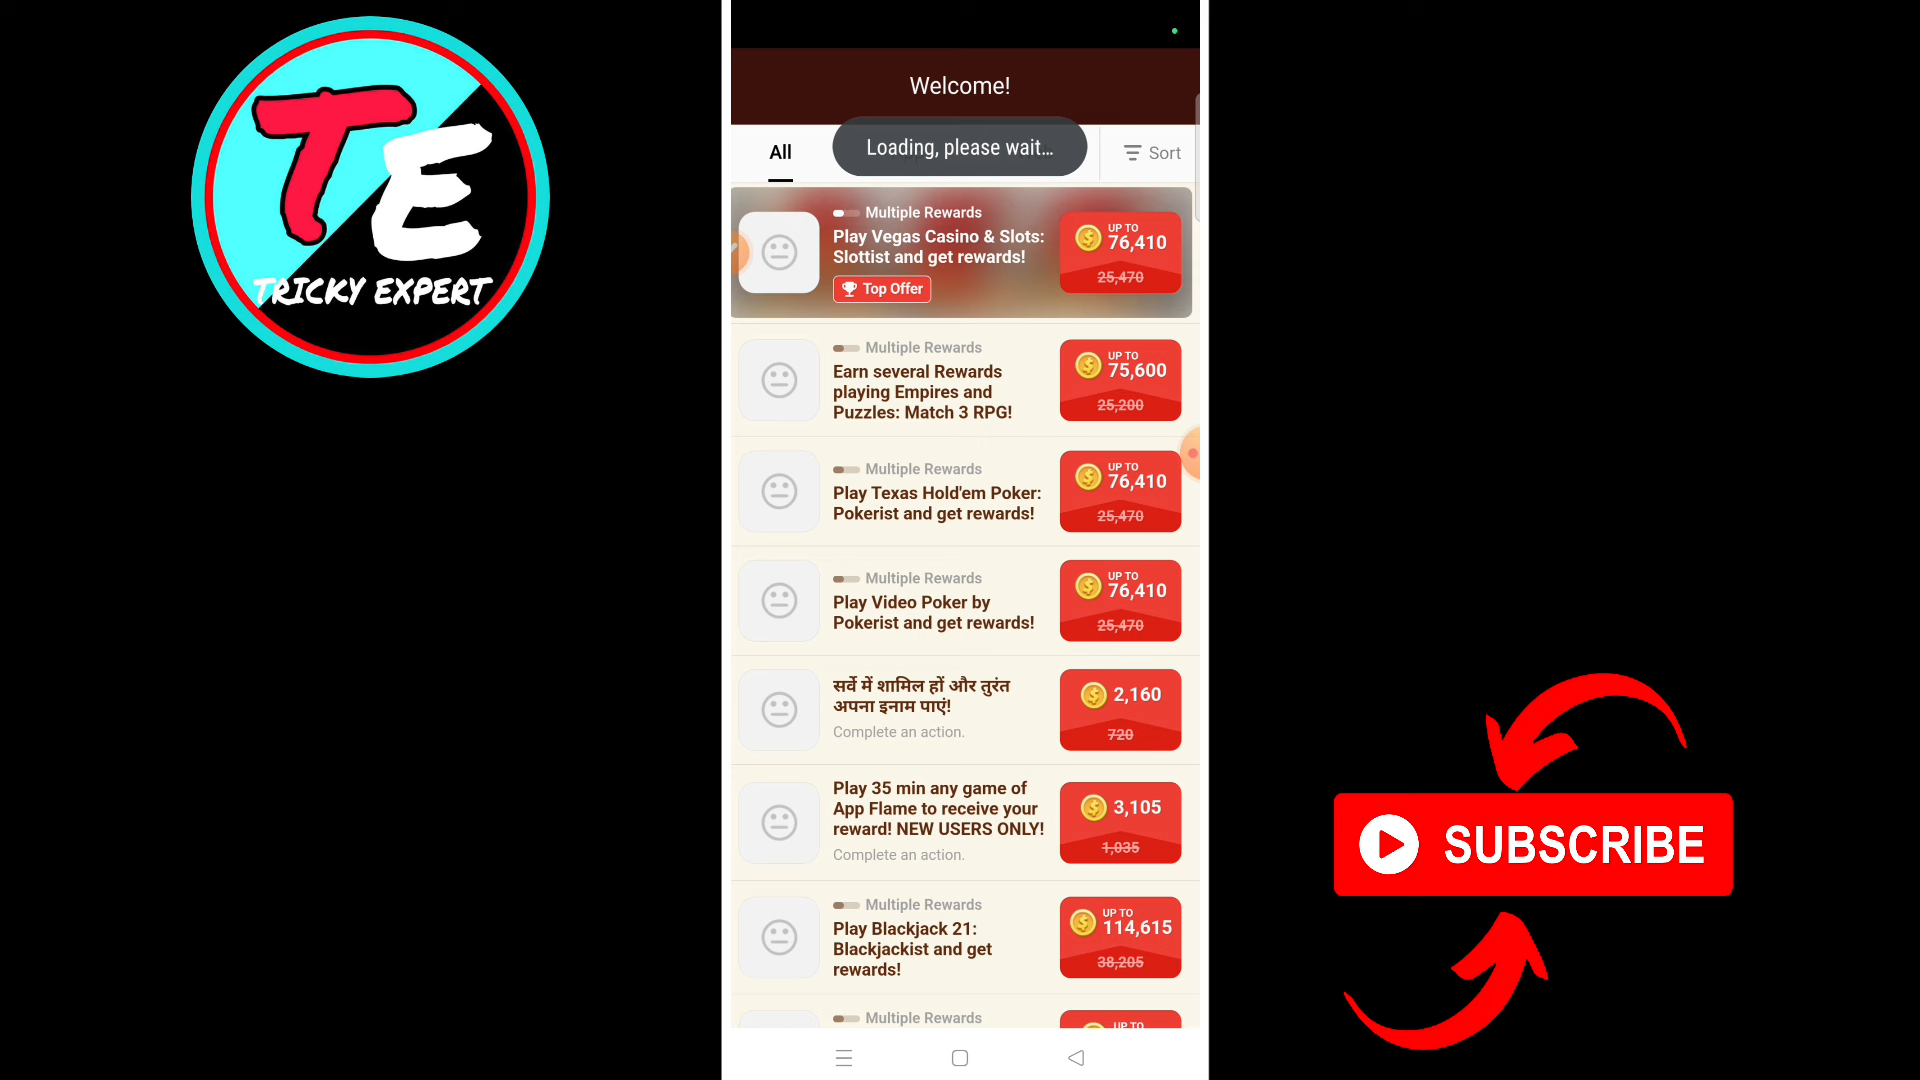 TE
TRICKY EXPERT
Welcome!
All
Loading, please wait...
Sort
Multiple Rewards
Play Vegas Casino & Slots:
Slottist and get rewards!
Top Offer
UP TO
76,410
25,470
Multiple Rewards
Earn several Rewards
playing Empires and
Puzzles: Match 3 RPG!
UP TO
75,600
25,200
Multiple Rewards
Play Texas Hold'em Poker:
Pokerist and get rewards!
UP TO
76,410
25,470
Multiple Rewards
Play Video Poker by
Pokerist and get rewards!
UP TO
76,410
25,470
सर्वे में शामिल हों और तुरंत
अपना इनाम पाएं!
Complete an action.
2,160
720
Play 35 min any game of
App Flame to receive your
reward! NEW USERS ONLY!
Complete an action.
3,105
1,035
Multiple Rewards
Play Blackjack 21:
Blackjackist and get
rewards!
UP TO
114,615
38,205
Multiple Rewards
UP TO
SUBSCRIBE